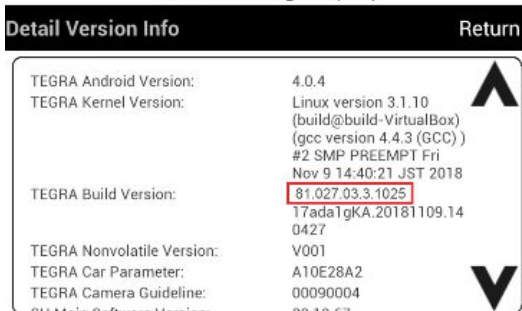 Detail Version Info Return
TEGRA Android Version: 4.0.4
TEGRA Kernel Version: Linux version 3.1.10
(build@build-VirtualBox)
(gcc version 4.4.3 (GCC) )
#2 SMP PREEMPT Fri
Nov 9 14:40:21 JST 2018
TEGRA Build Version: 81.027.03.3.1025
17ada1gKA.20181109.14
0427
TEGRA Nonvolatile Version: V001
TEGRA Car Parameter: A10E28A2
TEGRA Camera Guideline: 00090004